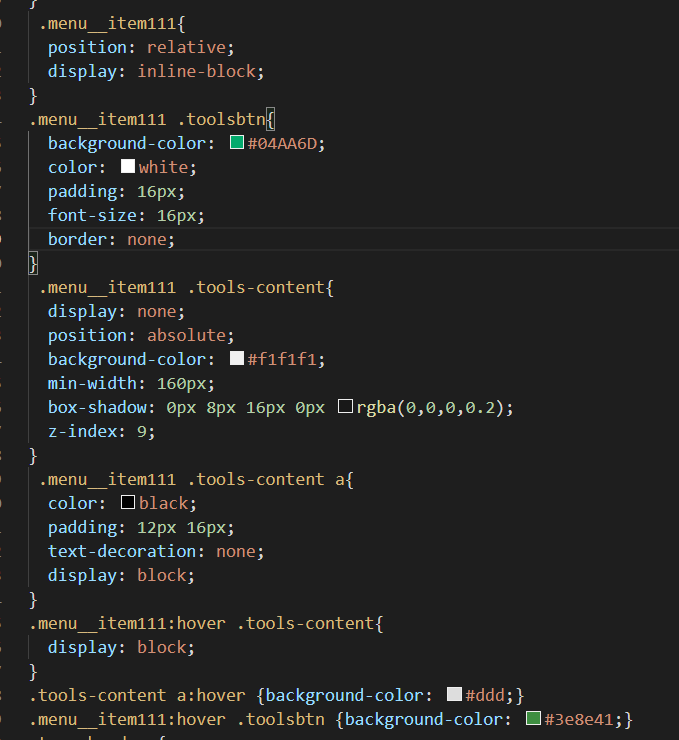 }
.menu__item111{
position: relative;
display: inline-block;
}
.menu__item111 .toolsbtn{
background-color: #04AA6D;
color: white;
padding: 16px;
font-size: 16px;
border: none;
}
.menu__item111 .tools-content{
display: none;
position: absolute;
background-color: #f1f1f1;
min-width: 160px;
box-shadow: 0px 8px 16px 0px rgba(0,0,0,0.2);
z-index: 9;
}
.menu__item111 .tools-content a{
color: black;
padding: 12px 16px;
text-decoration: none;
display: block;
}
.menu__item111:hover .tools-content{
display: block;
}
.tools-content a:hover {background-color: #ddd;}
.menu__item111:hover .toolsbtn {background-color: #3e8e41;}